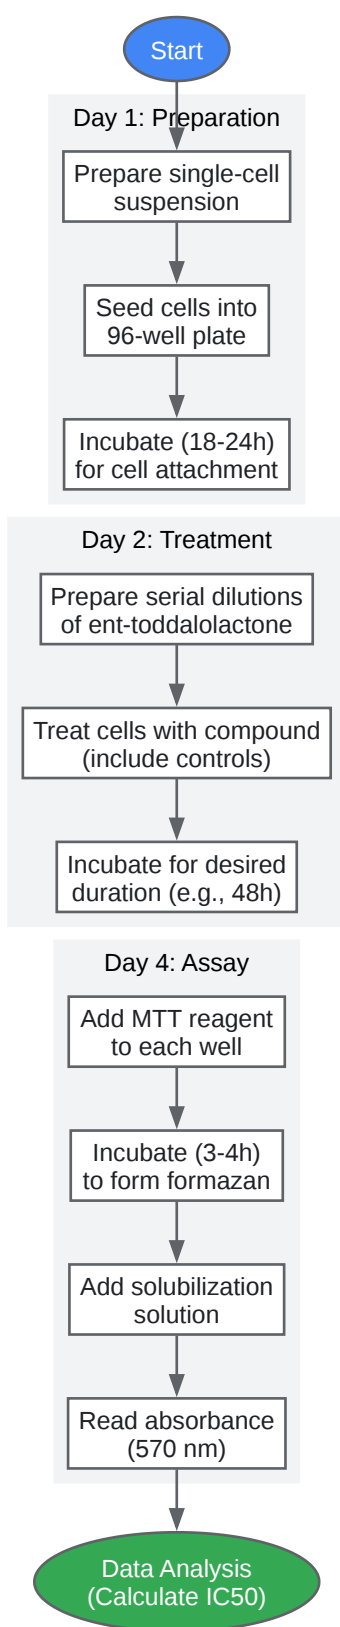 Start
Day 1: Preparation
Prepare single-cell
suspension
Seed cells into
96-well plate
Incubate (18-24h)
for cell attachment
Day 2: Treatment
Prepare serial dilutions
of ent-toddalolactone
Treat cells with compound
(include controls)
Incubate for desired
duration (e.g., 48h)
Day 4: Assay
Add MTT reagent
to each well
Incubate (3-4h)
to form formazan
Add solubilization
solution
Read absorbance
(570 nm)
Data Analysis
(Calculate IC50)